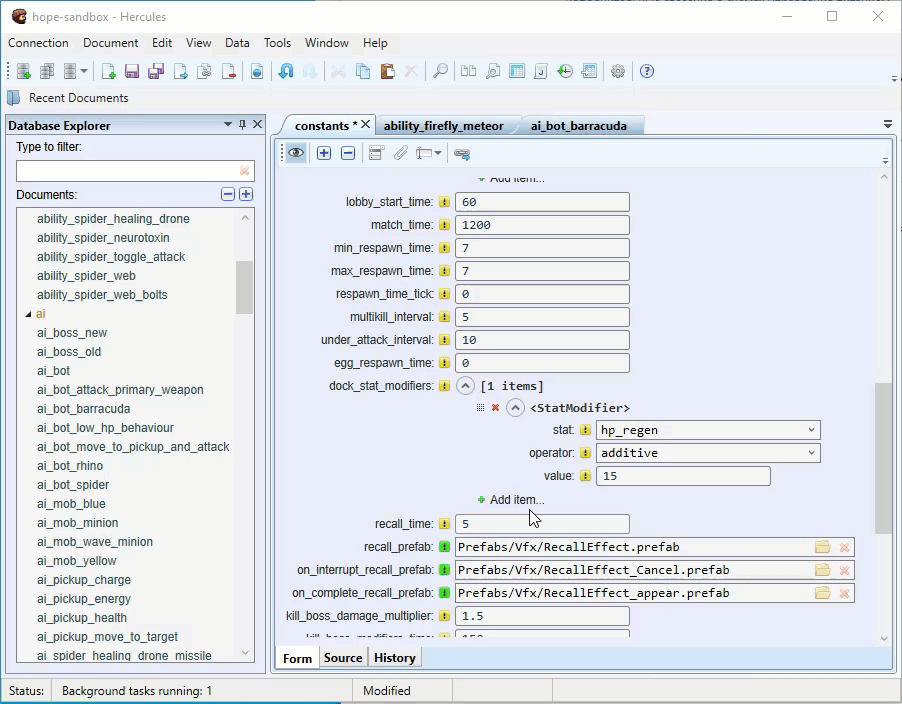 hope-sandbox - Hercules
Connection Document Edit View Data Tools Window Help
Recent Documents
Database Explorer
Type to filter:
Documents:
ability_spider_healing_drone
ability_spider_neurotoxin
ability_spider_toggle_attack
ability_spider_web
ability_spider_web_bolts
ai
ai_boss_new
ai_boss_old
ai_bot
ai_bot_attack_primary_weapon
ai_bot_barracuda
ai_bot_low_hp_behaviour
ai_bot_move_to_pickup_and_attack
ai_bot_rhino
ai_bot_spider
ai_mob_blue
ai_mob_minion
ai_mob_wave_minion
ai_mob_yellow
ai_pickup_charge
ai_pickup_energy
ai_pickup_health
ai_pickup_move_to_target
ai_spider_healing_drone_missile
constants * ability_firefly_meteor ai_bot_barracuda
Add item...
lobby_start_time: 60
match_time: 1200
min_respawn_time: 7
max_respawn_time: 7
respawn_time_tick: 0
multikill_interval: 5
under_attack_interval: 10
egg_respawn_time: 0
dock_stat_modifiers: [1 items]
<StatModifier>
stat: hp_regen
operator: additive
value: 15
Add item...
recall_time: 5
recall_prefab: Prefabs/Vfx/RecallEffect.prefab
on_interrupt_recall_prefab: Prefabs/Vfx/RecallEffect_Cancel.prefab
on_complete_recall_prefab: Prefabs/Vfx/RecallEffect_appear.prefab
kill_boss_damage_multiplier: 1.5
kill_boss_modifiers_time: 150
Form Source History
Status: Background tasks running: 1 Modified